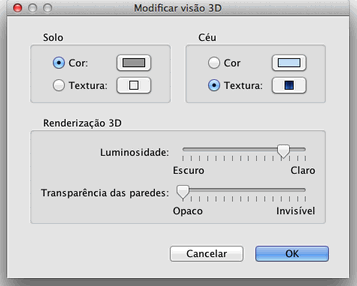 Modificar visão 3D
Solo
Céu
Cor:
Cor
Textura:
Textura:
Renderização 3D
Luminosidade:
Escuro Claro
Transparência das paredes:
Opaco Invisível
Cancelar OK